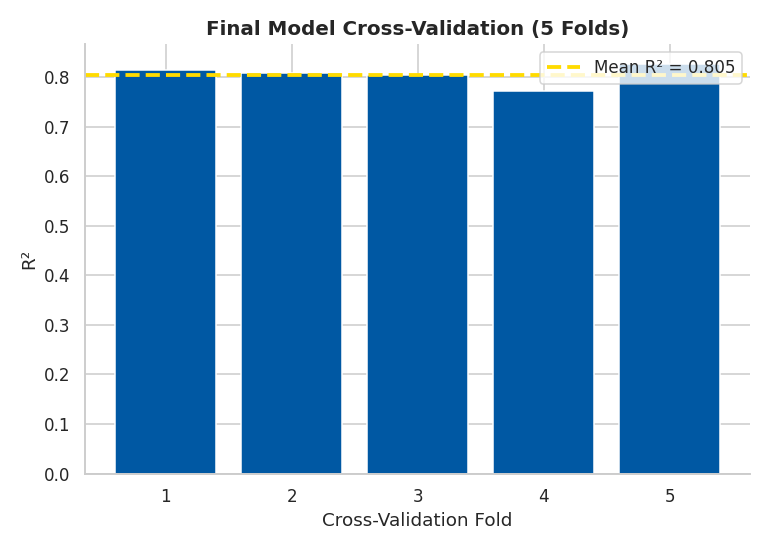 Final Model Cross-Validation (5 Folds)
Mean R² = 0.805
0.8
0.7
0.6
0.5
0.4
0.3
0.2
0.1
0.0
R²
1 2 3 4 5
Cross-Validation Fold